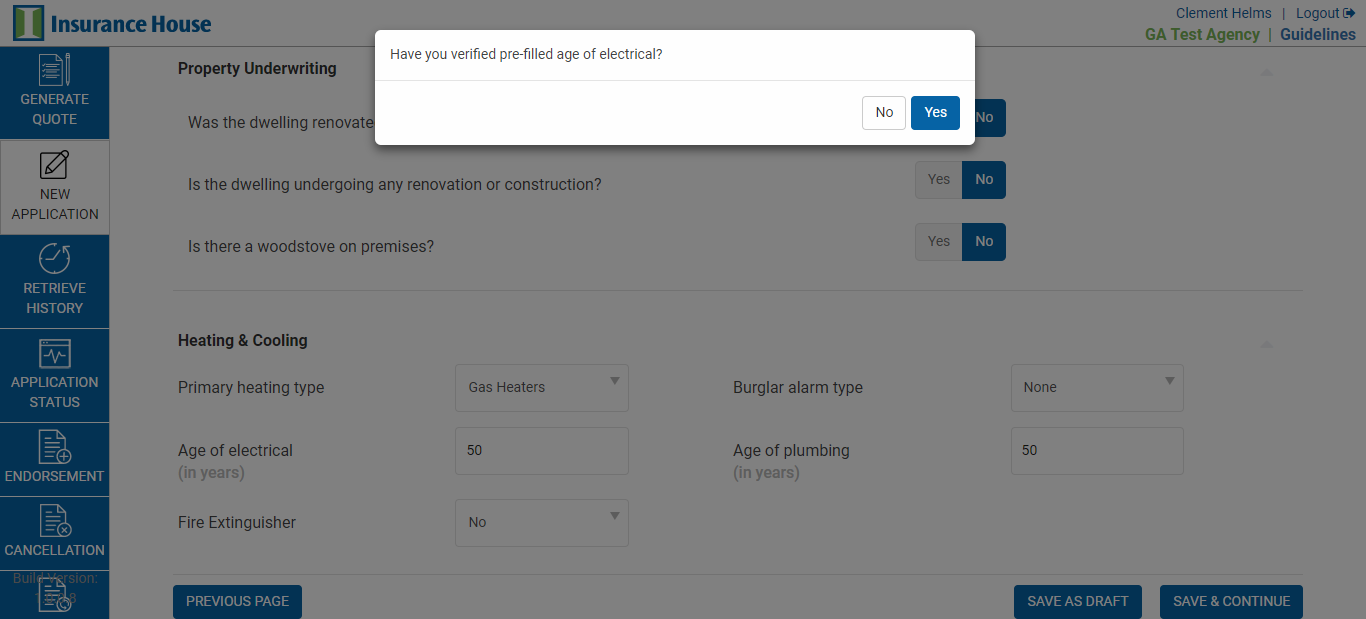 Insurance House
Clement Helms | Logout
GA Test Agency | Guidelines
GENERATE
QUOTE
NEW
APPLICATION
RETRIEVE
HISTORY
APPLICATION
STATUS
ENDORSEMENT
CANCELLATION
Build Version:
Have you verified pre-filled age of electrical?
No Yes
Property Underwriting
Was the dwelling renovate No
Is the dwelling undergoing any renovation or construction? Yes No
Is there a woodstove on premises? Yes No
Heating & Cooling
Primary heating type Gas Heaters Burglar alarm type None
Age of electrical 50 Age of plumbing 50
(in years) (in years)
Fire Extinguisher No
PREVIOUS PAGE SAVE AS DRAFT SAVE & CONTINUE